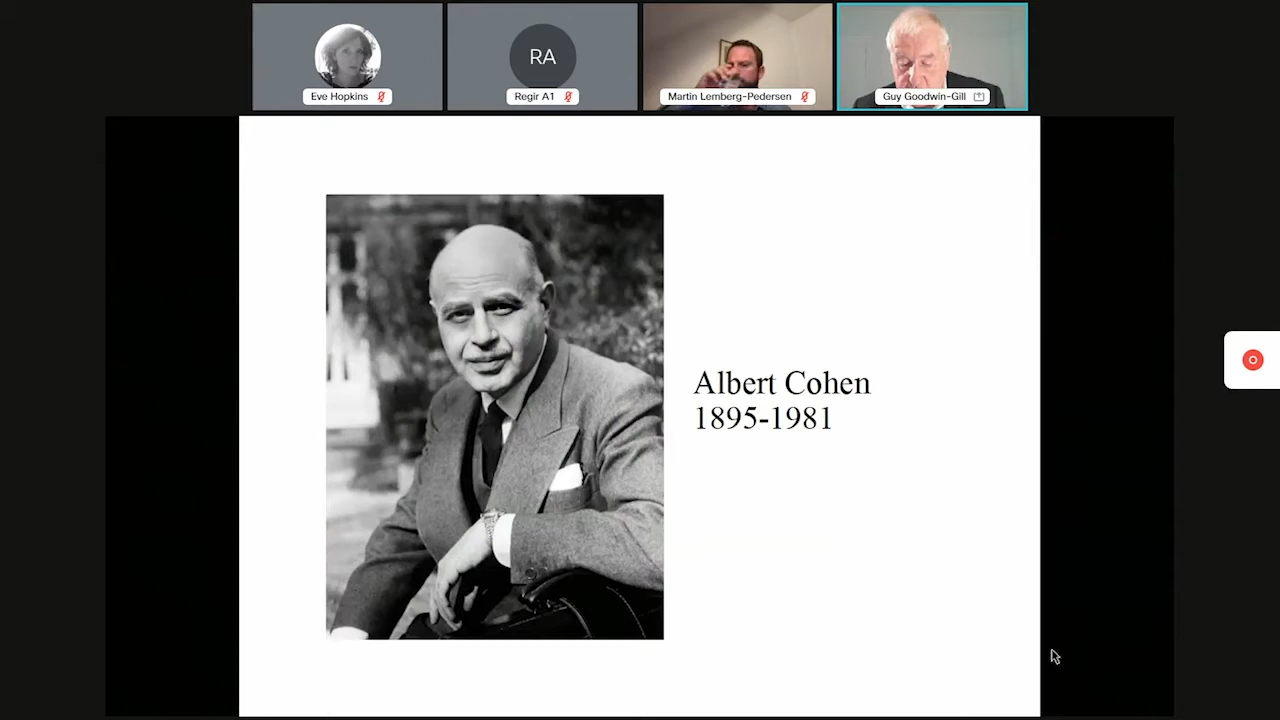 Eve Hopkins
RA
Regir A1
Martin Lemberg-Pedersen
Guy Goodwin-Gill
Albert Cohen
1895-1981